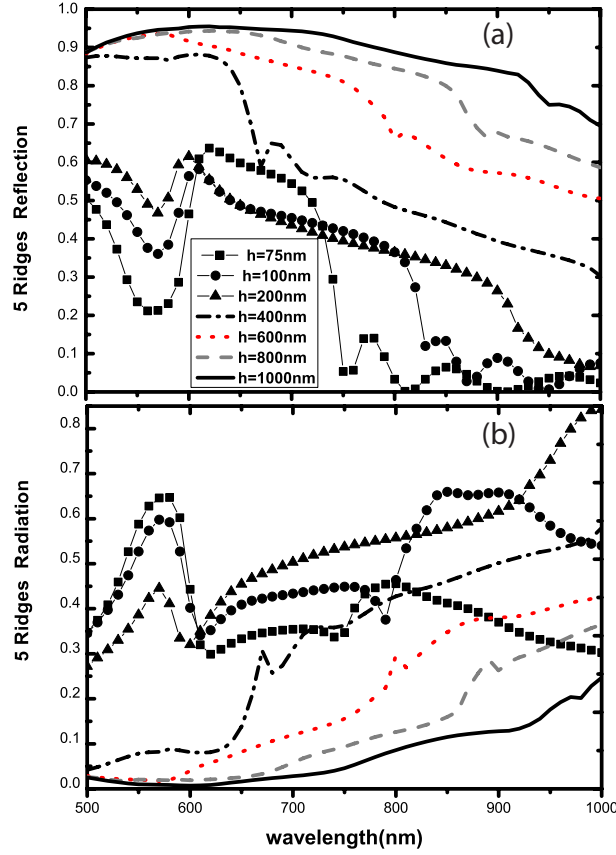 (a)
5 Ridges Reflection
1.0
0.9
0.8
0.7
0.6
0.5
0.4
0.3
0.2
0.1
0.0
h=75nm
h=100nm
h=200nm
h=400nm
h=600nm
h=800nm
h=1000nm
(b)
5 Ridges Radiation
0.8
0.7
0.6
0.5
0.4
0.3
0.2
0.1
0.0
500 600 700 800 900 1000
wavelength(nm)